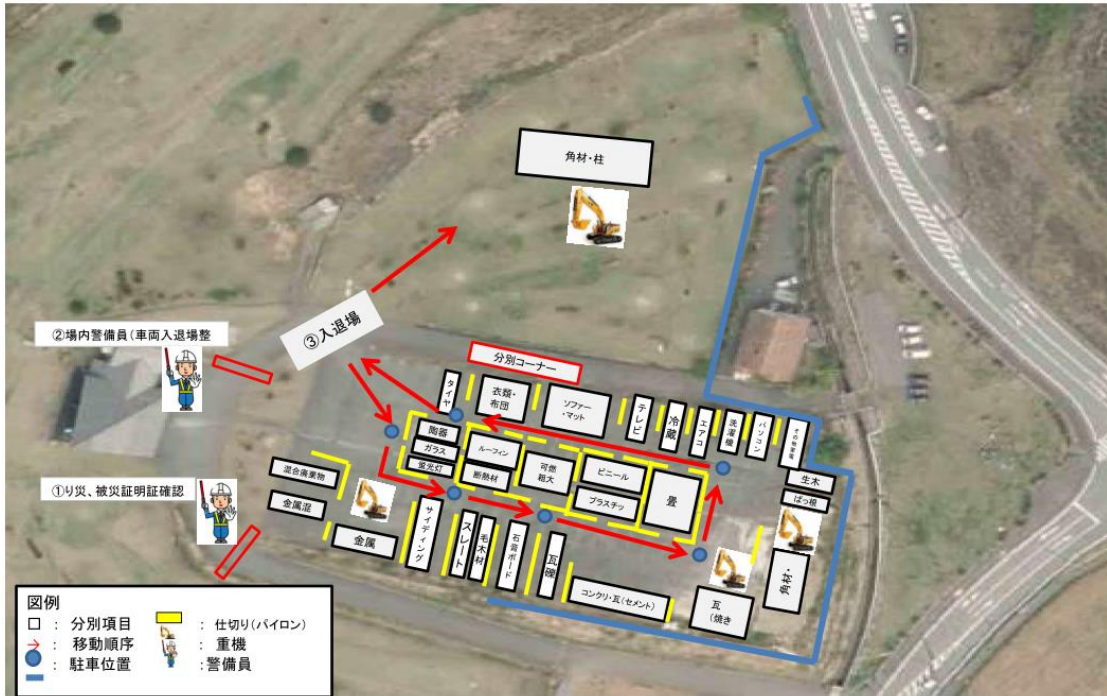 角材・柱
③入退場
②場内警備員(車両入退場整
分別コーナー
タイヤ
衣類・
布団
ソファー
・マット
テレビ
冷蔵
エアコ
洗濯機
パソコン
その他家電
陶器
ガラス
蛍光灯
ルーフィン
断熱材
可燃
粗大
ビニール
プラスチッ
畳
生木
ばっ根
①り災、被災証明証確認
混合廃棄物
金属混
金属
サイディング
スレート
毛木材
石膏ボード
瓦礫
コンクリ・瓦(セメント)
瓦
(焼き
角材・
図例
: 分別項目
: 仕切り(パイロン)
: 移動順序
: 重機
: 駐車位置
:警備員